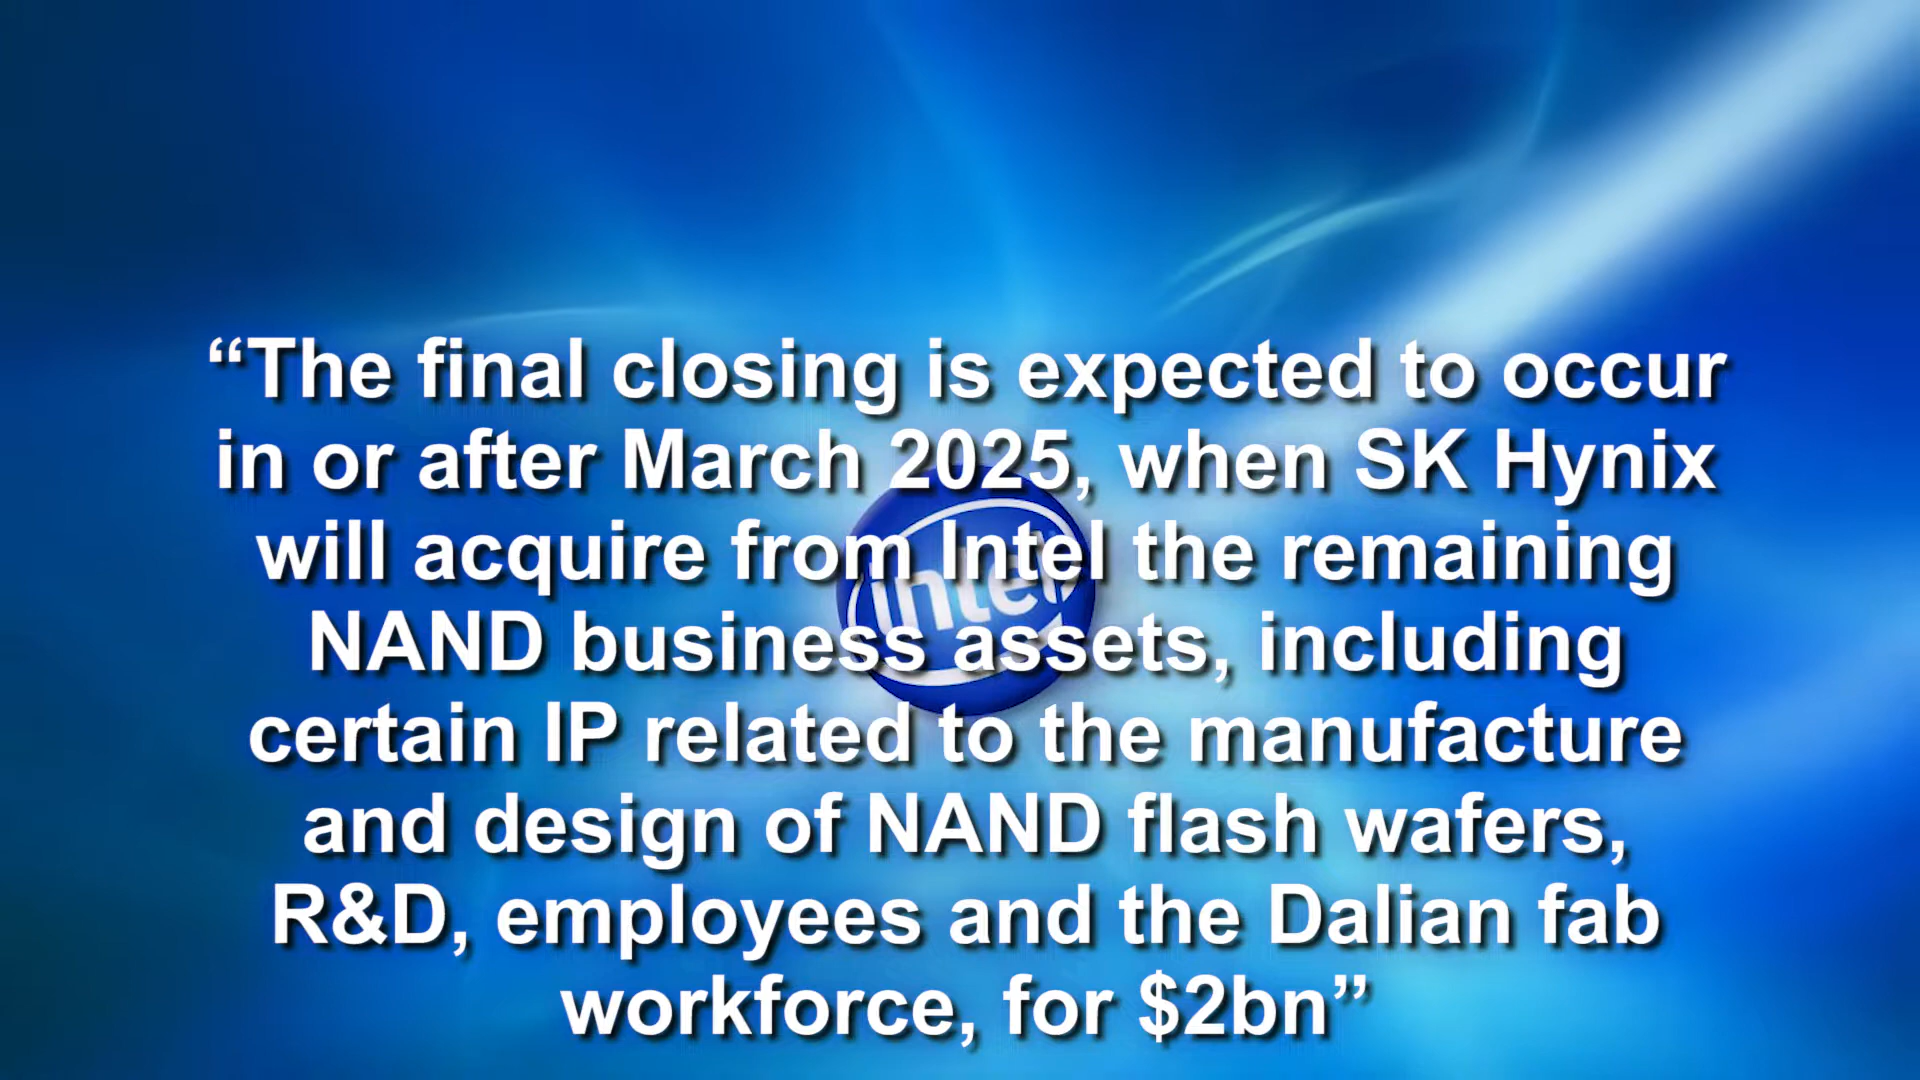 “The final closing is expected to occur
in or after March 2025, when SK Hynix
will acquire from Intel the remaining
NAND business assets, including
certain IP related to the manufacture
and design of NAND flash wafers,
R&D, employees and the Dalian fab
workforce, for $2bn”
intel